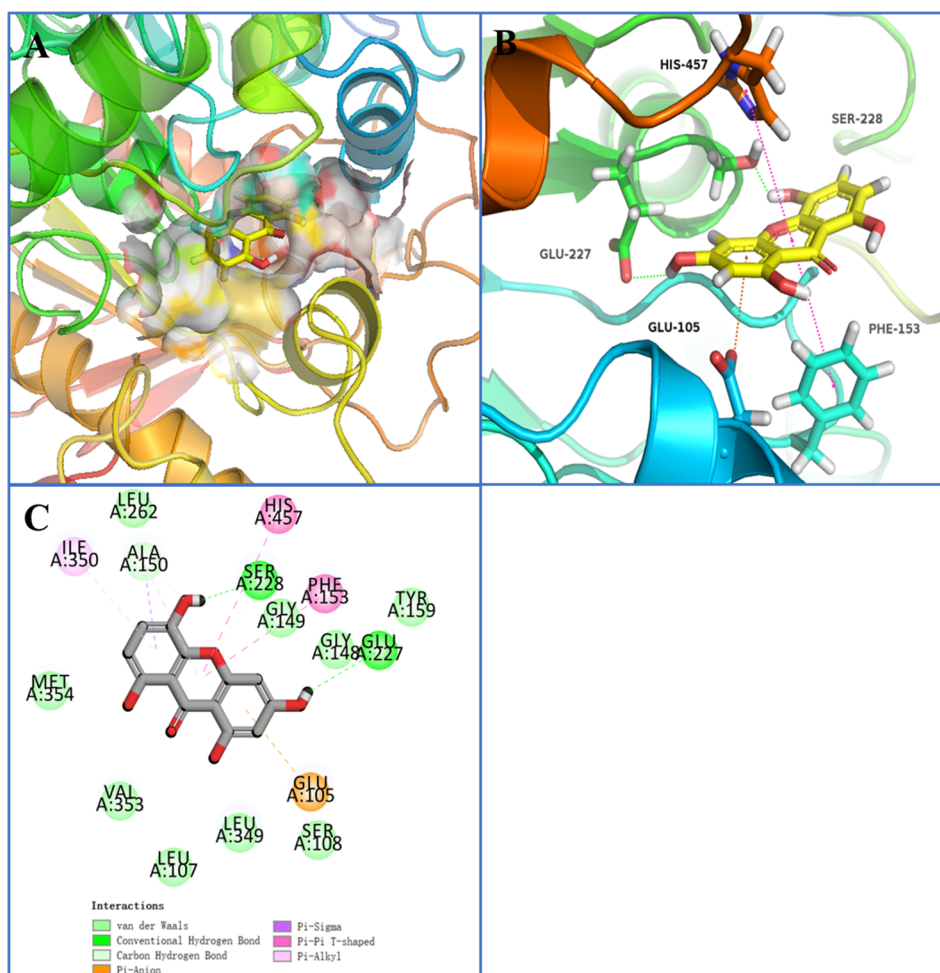 A
B
HIS-457
SER-228
GLU-227
GLU-105
PHE-153
C
LEU
A:262
HIS
A:457
ILE
A:350
ALA
A:150
SER
A:228
PHE
A:153
GLY
A:149
TYR
A:159
GLY
A:148
GLU
A:227
MET
A:354
VAL
A:353
GLU
A:105
LEU
A:349
SER
A:108
LEU
A:107
Interactions
van der Waals
Conventional Hydrogen Bond
Carbon Hydrogen Bond
Pi-Anion
Pi-Sigma
Pi-Pi T-shaped
Pi-Alkyl